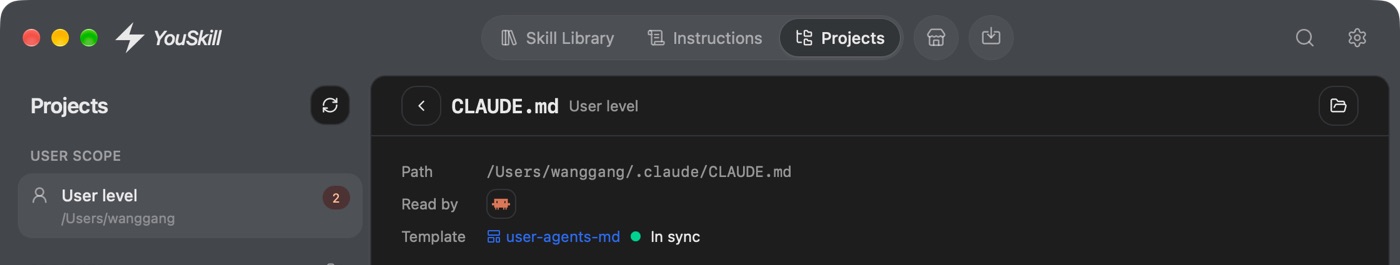 YouSkill
Skill Library
Instructions
Projects
Projects
USER SCOPE
User level
2
/Users/wanggang
CLAUDE.md User level
Path /Users/wanggang/.claude/CLAUDE.md
Read by
Template user-agents-md In sync